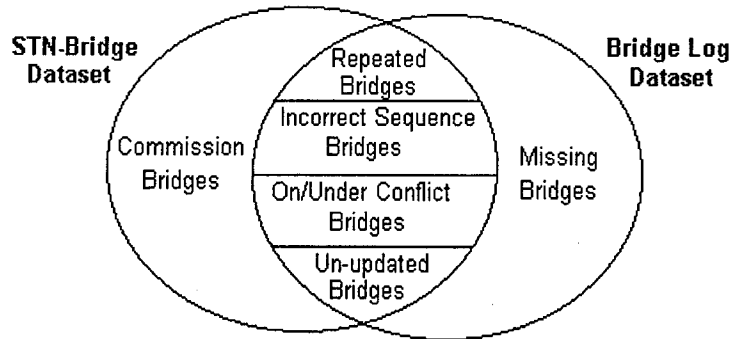 STN-Bridge
Dataset
Bridge Log
Dataset
Repeated
Bridges
Incorrect Sequence
Bridges
Commission
Bridges
On/Under Conflict
Bridges
Missing
Bridges
Un-updated
Bridges